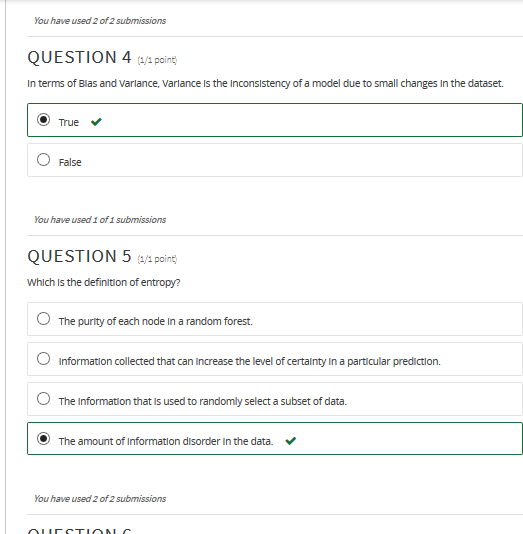 You have used 2 of 2 submissions
QUESTION 4 (1/1 point)
In terms of Bias and Variance, Variance is the inconsistency of a model due to small changes in the dataset.
True
False
You have used 1 of 1 submissions
QUESTION 5 (1/1 point)
Which is the definition of entropy?
The purity of each node in a random forest.
Information collected that can increase the level of certainty in a particular prediction.
The information that is used to randomly select a subset of data.
The amount of information disorder in the data.
You have used 2 of 2 submissions
QUESTION 6